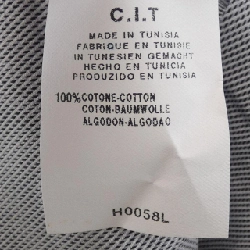 C.I.T
MADE IN TUNISIA
FABRIQUE EN TUNISIE
IN TUNESIEN GEMACHT
HECHO EN TUNISIA
PRODUZIDO EN TUNISIA
100% COTONE-COTTON
COTON-BAUMWOLLE
ALGODON-ALGODAO
H0058L